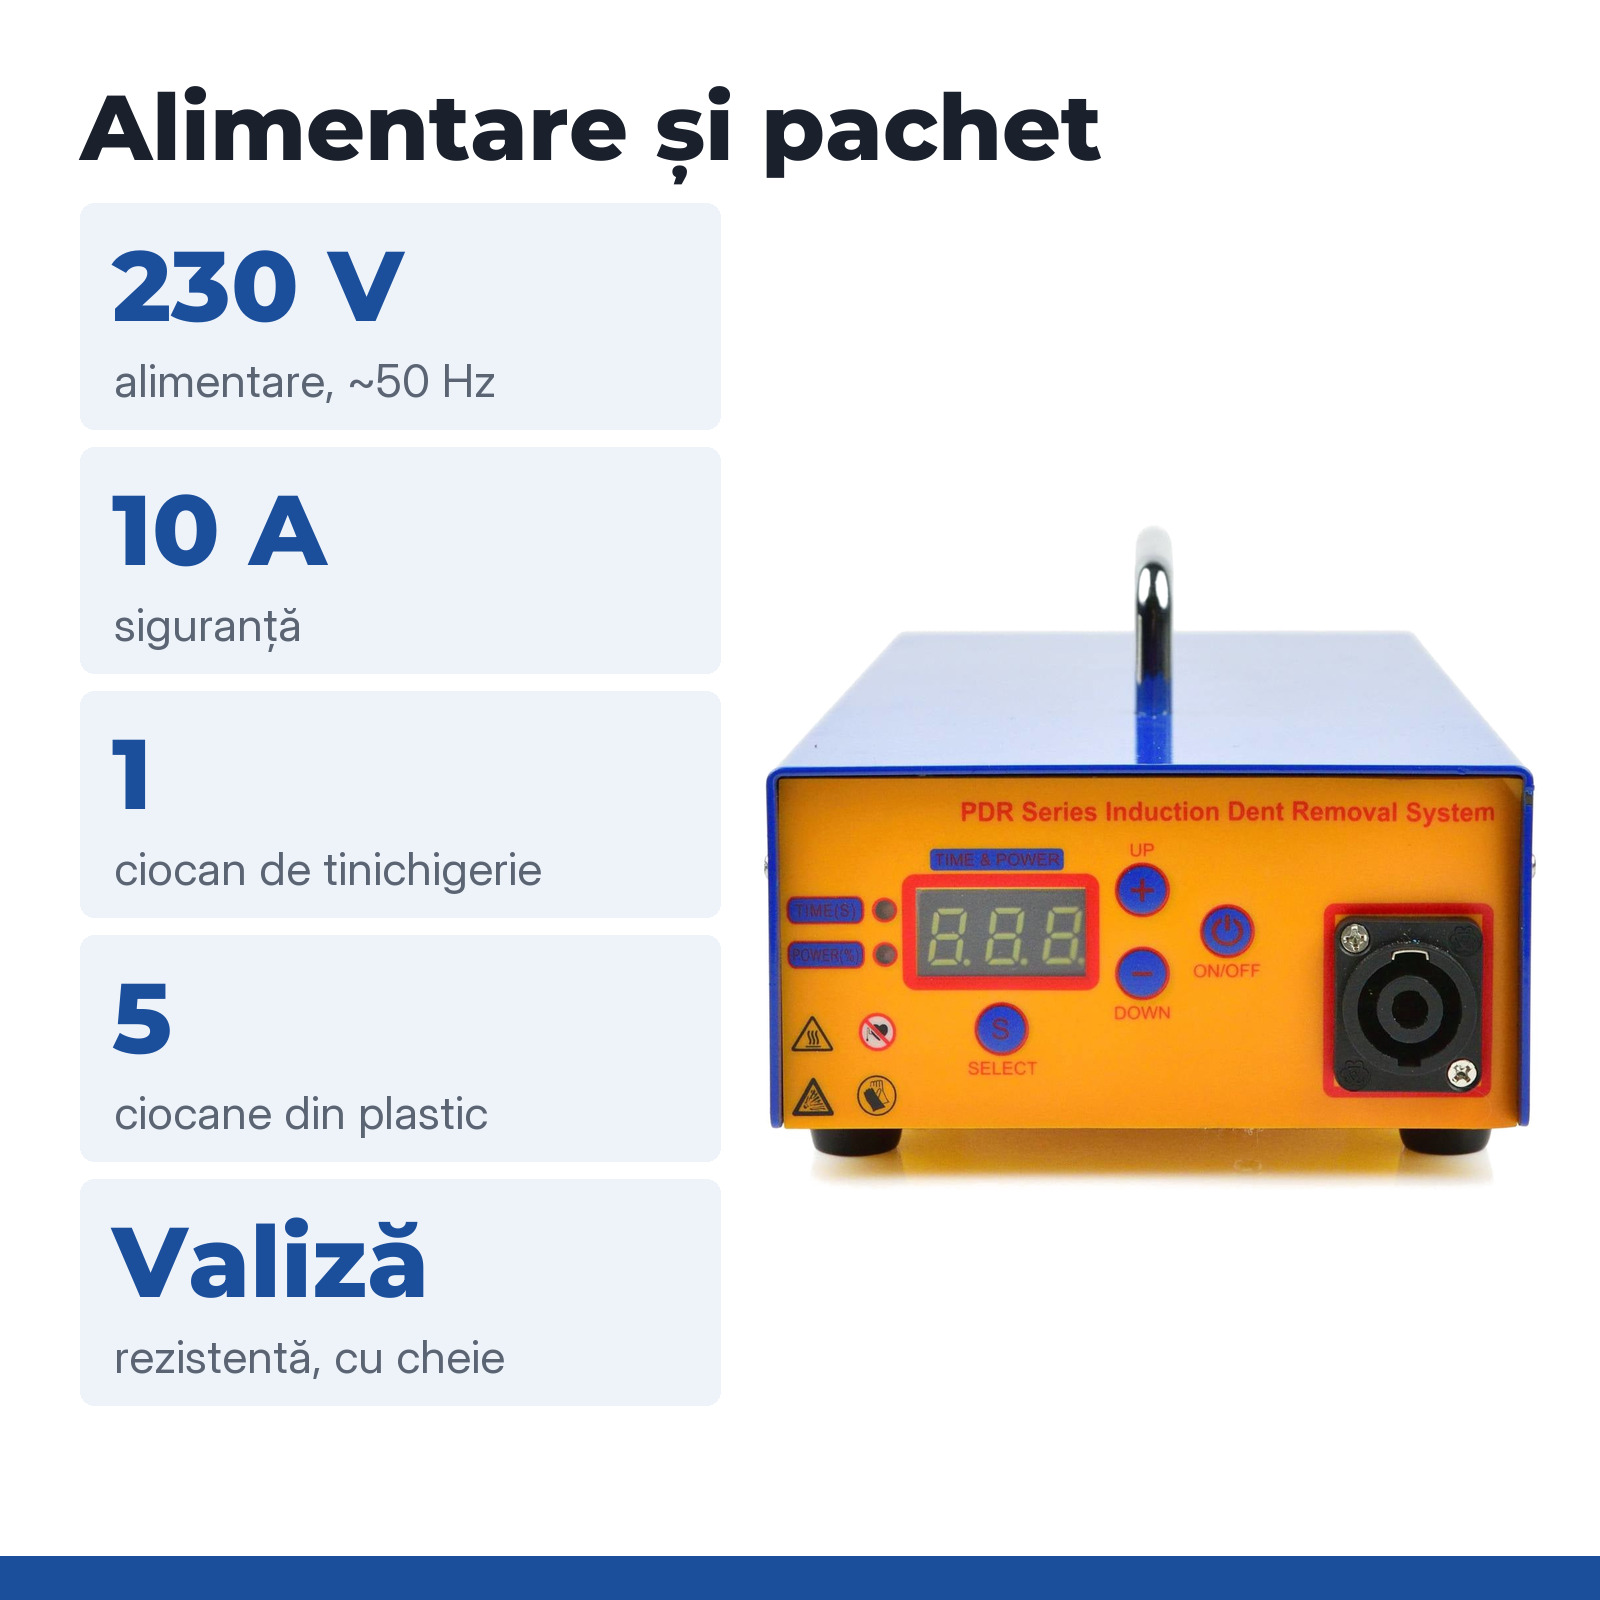 Alimentare și pachet
230 V
alimentare, ~50 Hz
10 A
siguranță
1
ciocan de tinichigerie
5
ciocane din plastic
Valiză
rezistentă, cu cheie
PDR Series Induction Dent Removal System
TIME & POWER
UP
TIME(S)
POWER(%)
8.8.8.
ON/OFF
DOWN
S
SELECT